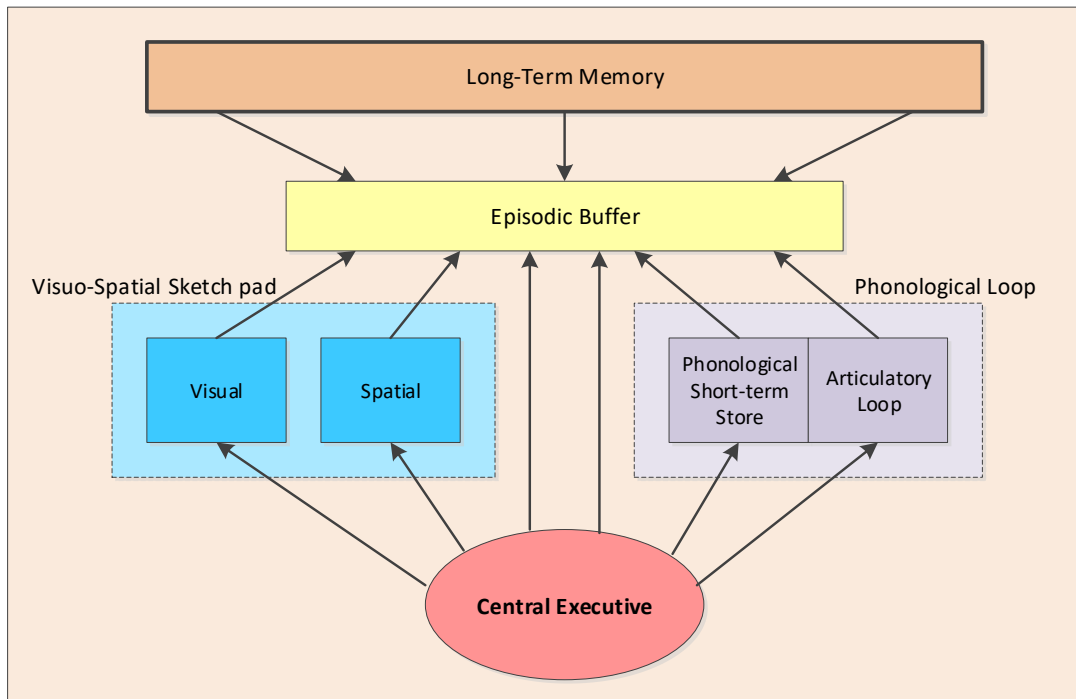 Long-Term Memory
Episodic Buffer
Visuo-Spatial Sketch pad
Phonological Loop
Visual
Spatial
Phonological
Short-term
Store
Articulatory
Loop
Central Executive